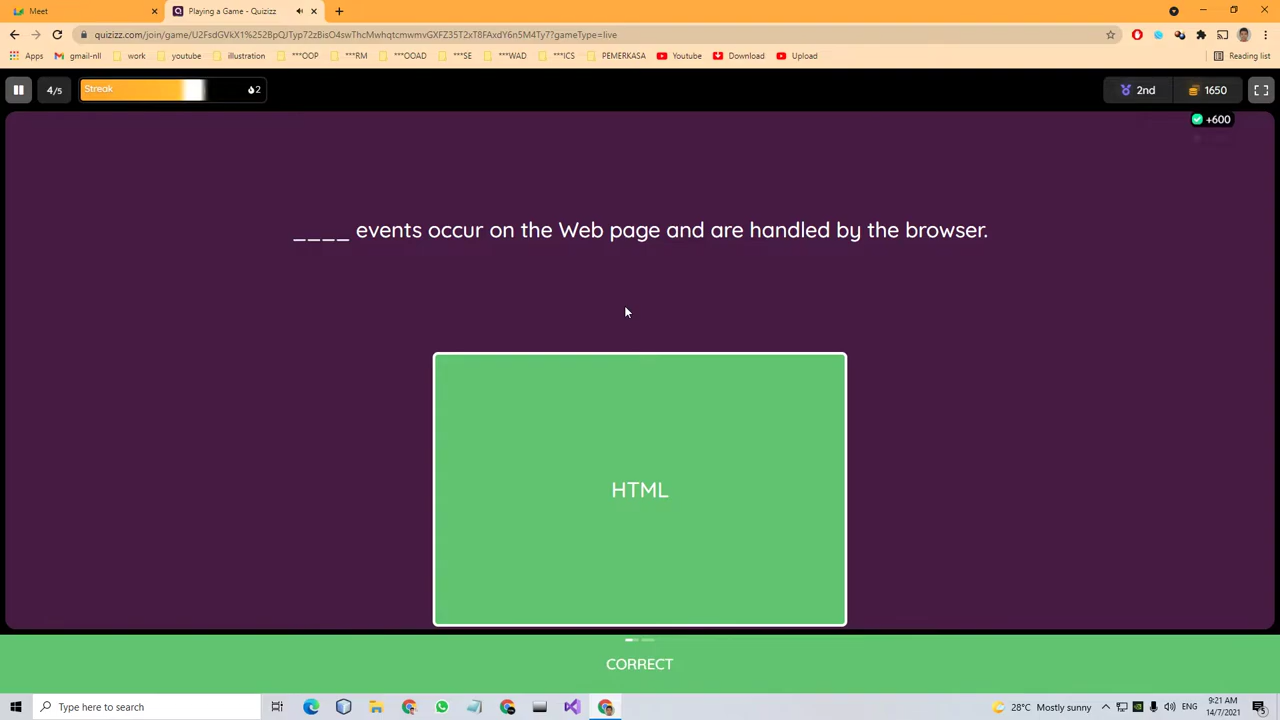 Meet
Playing a Game - Quizizz
quizizz.com/join/game/U2FsdGVkX1%252BpQJTyp72zBisO4swThcMwhqtcmwmvGXFZ35T2xT8FAxdY6n5M4Ty7?gameType=live
Apps gmail-nll work youtube illustration ***OOP ***RM ***OOAD ***SE ***WAD ***ICS PEMERKASA Youtube Download Upload Reading list
4/5 Streak 2 2nd 1650
+600
____ events occur on the Web page and are handled by the browser.
HTML
CORRECT
Type here to search 28°C Mostly sunny ENG 9:21 AM
14/7/2021 5